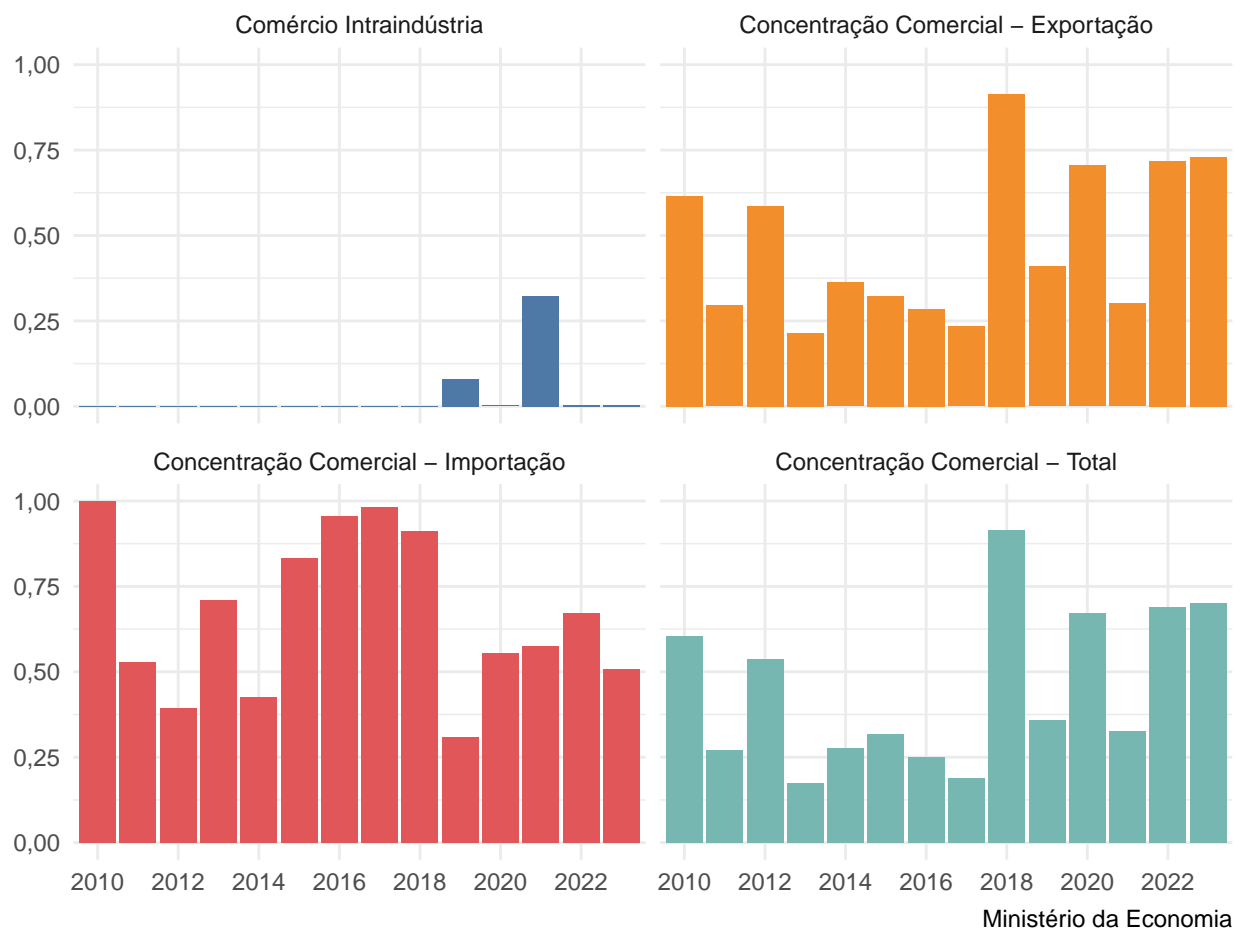 Comércio Intraindústria
Concentração Comercial – Exportação
1,00
0,75
0,50
0,25
0,00
Concentração Comercial – Importação
Concentração Comercial – Total
1,00
0,75
0,50
0,25
0,00
2010 2012 2014 2016 2018 2020 2022
2010 2012 2014 2016 2018 2020 2022
Ministério da Economia